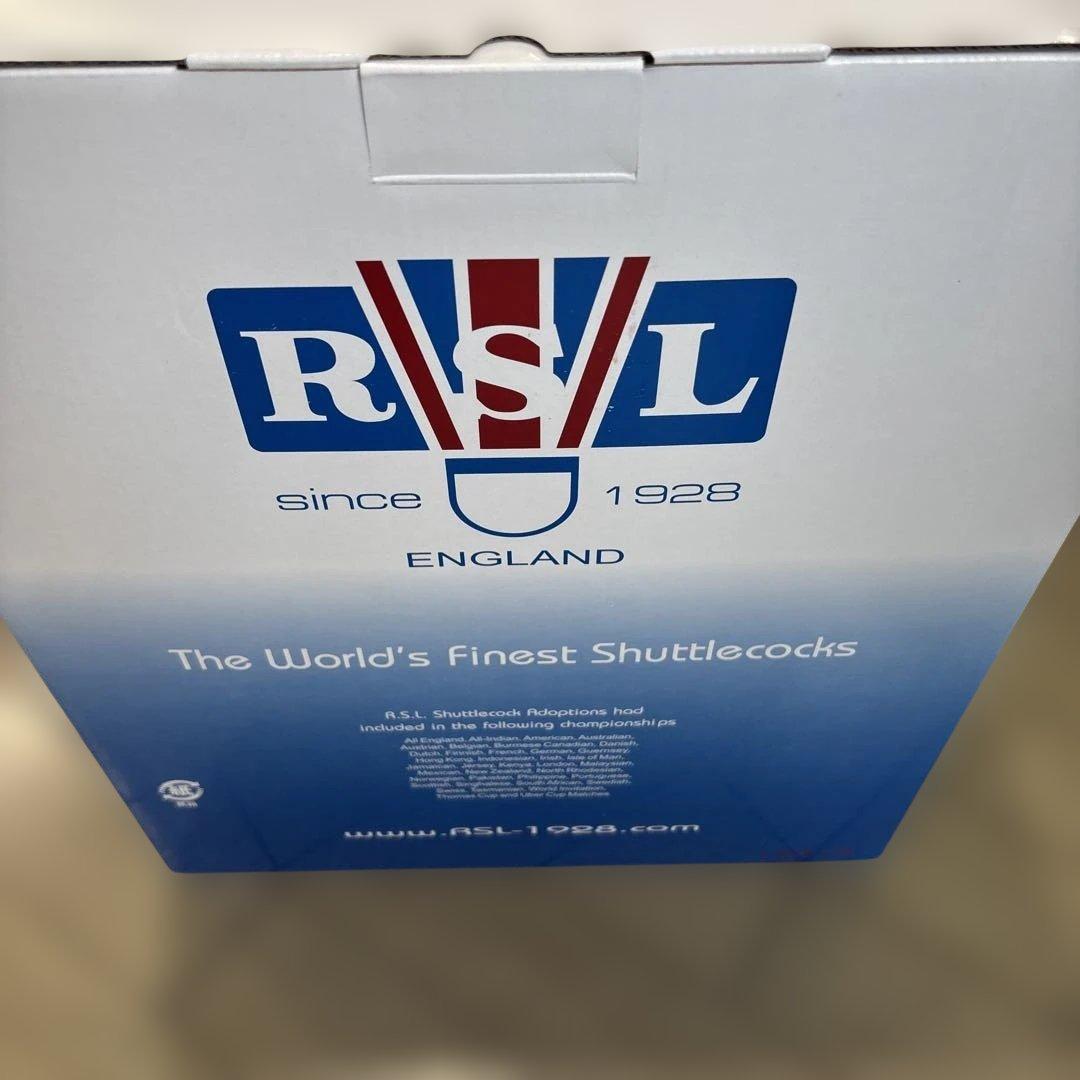 RSL
since 1928
ENGLAND
The World's Finest Shuttlecocks
R.S.L. Shuttlecock Adoptions had
included in the following championships
All England, All-Indian, American, Australian,
Austrian, Belgian, Burmese Canadian, Danish,
Dutch, Finnish, French, German, Guernsey,
Hong Kong, Indonesian, Irish, Isle of Man,
Jamaican, Jersey, Kenya, London, Malaysian,
Mexican, New Zealand, North Rhodesian,
Norwegian, Pakistan, Philippine, Portuguese,
Scottish, Singhalese, South African, Swedish,
Swiss, Tasmanian, World Invitation,
Thomas Cup and Uber Cup Matches
www.RSL-1928.com
紙